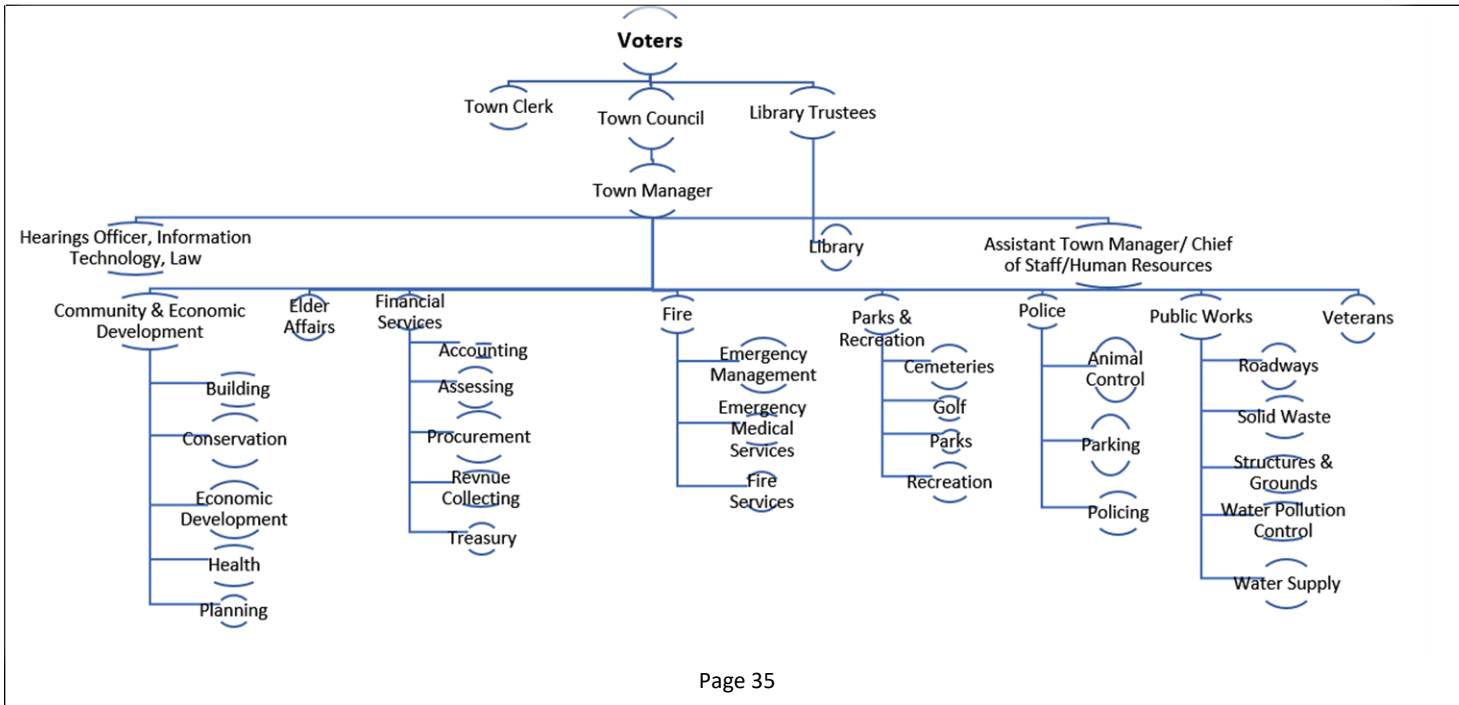 Voters
Town Clerk
Town Council
Library Trustees
Town Manager
Hearings Officer, Information
Technology, Law
Library
Assistant Town Manager/ Chief
of Staff/Human Resources
Community & Economic
Development
Building
Conservation
Economic
Development
Health
Planning
Elder
Affairs
Financial
Services
Accounting
Assessing
Procurement
Revnue
Collecting
Treasury
Fire
Emergency
Management
Emergency
Medical
Services
Fire
Services
Parks &
Recreation
Cemeteries
Golf
Parks
Recreation
Police
Animal
Control
Parking
Policing
Public Works
Roadways
Solid Waste
Structures &
Grounds
Water Pollution
Control
Water Supply
Veterans
Page 35